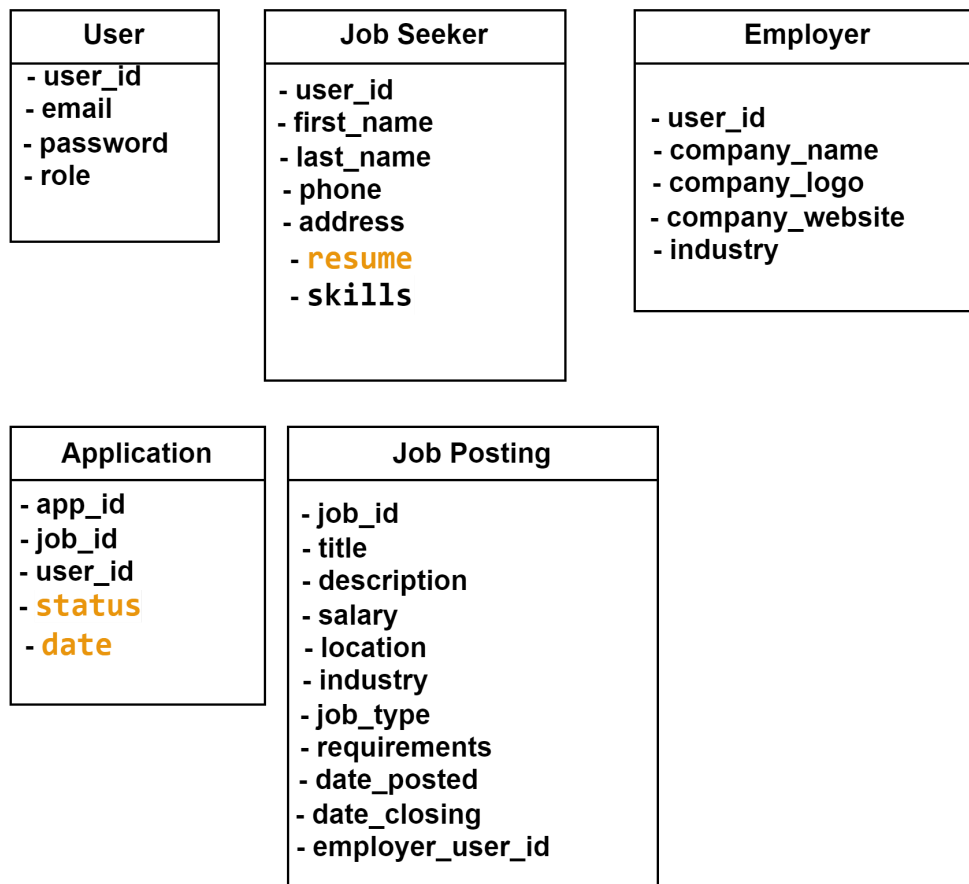 User
- user_id
- email
- password
- role
Job Seeker
- user_id
- first_name
- last_name
- phone
- address
- resume
- skills
Employer
- user_id
- company_name
- company_logo
- company_website
- industry
Application
- app_id
- job_id
- user_id
- status
- date
Job Posting
- job_id
- title
- description
- salary
- location
- industry
- job_type
- requirements
- date_posted
- date_closing
- employer_user_id